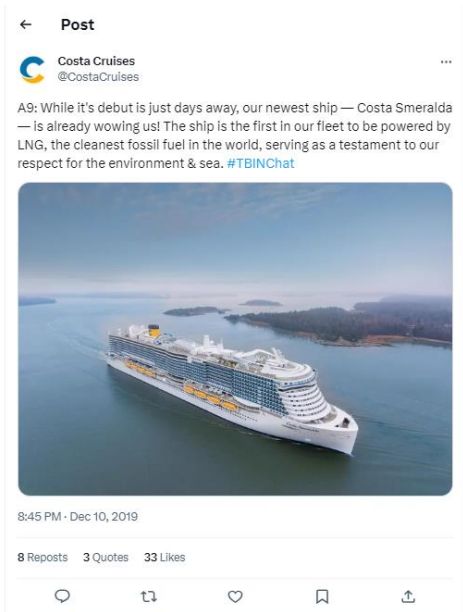 Post
Costa Cruises
@CostaCruises
A9: While it's debut is just days away, our newest ship — Costa Smeralda
— is already wowing us! The ship is the first in our fleet to be powered by
LNG, the cleanest fossil fuel in the world, serving as a testament to our
respect for the environment & sea. #TBINChat
8:45 PM · Dec 10, 2019
8 Reposts 3 Quotes 33 Likes